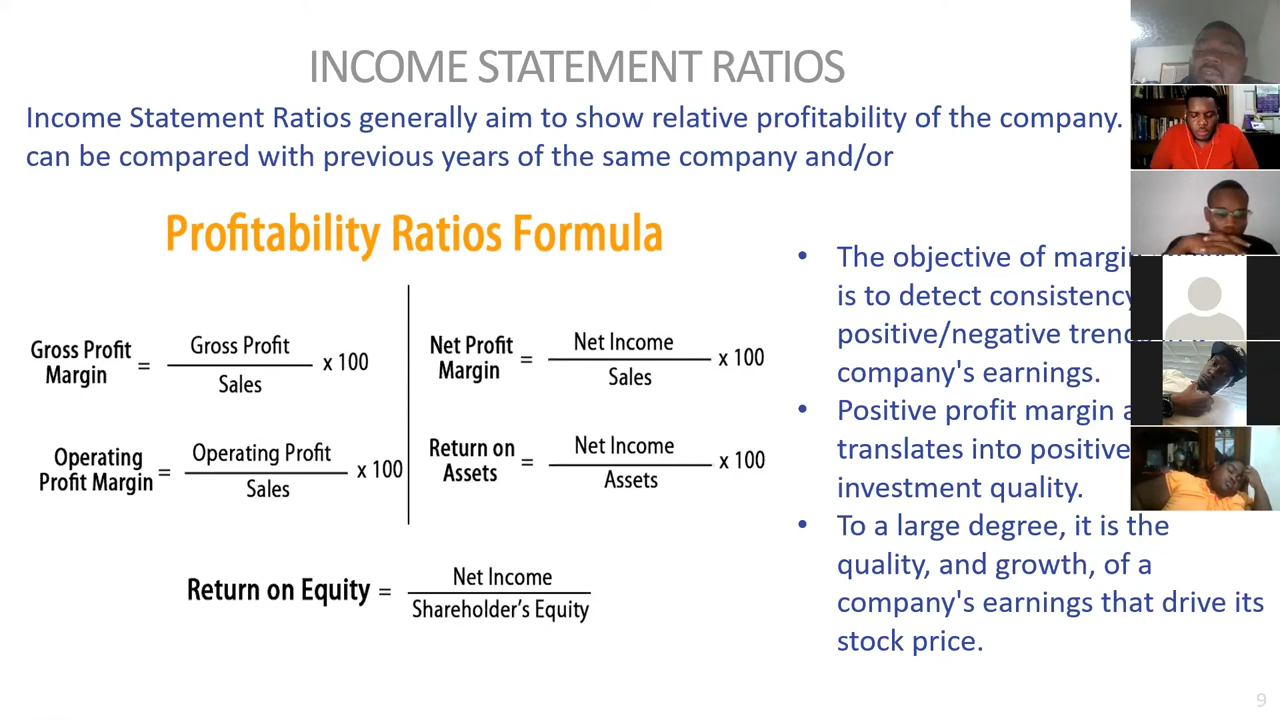 INCOME STATEMENT RATIOS
Income Statement Ratios generally aim to show relative profitability of the company.
can be compared with previous years of the same company and/or
Profitability Ratios Formula
Gross Profit
Margin
=
Gross Profit
Sales
x 100
Net Profit
Margin
=
Net Income
Sales
x 100
Operating
Profit Margin
=
Operating Profit
Sales
x 100
Return on
Assets
=
Net Income
Assets
x 100
Return on Equity =
Net Income
Shareholder's Equity
• The objective of margin
is to detect consistency
positive/negative trend
company's earnings.
• Positive profit margin
translates into positive
investment quality.
• To a large degree, it is the
quality, and growth, of a
company's earnings that drive its
stock price.
9